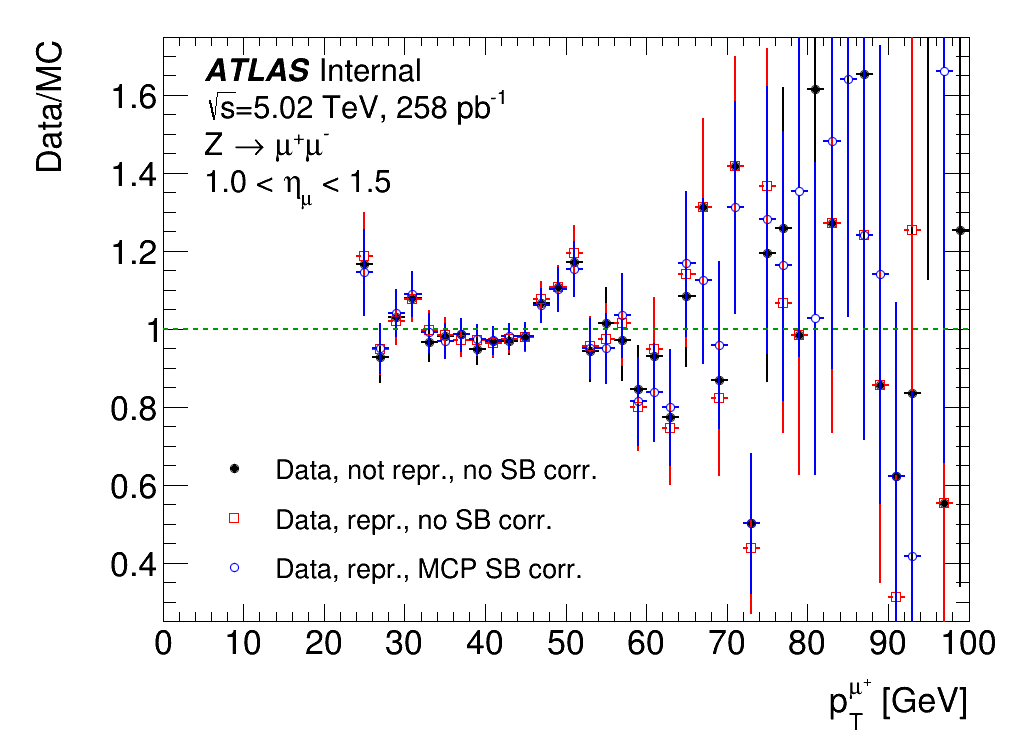 Data/MC
ATLAS Internal
√s=5.02 TeV, 258 pb⁻¹
Z → μ⁺μ⁻
1.0 < η_μ < 1.5
1.6
1.4
1.2
1
0.8
0.6
0.4
Data, not repr., no SB corr.
Data, repr., no SB corr.
Data, repr., MCP SB corr.
0 10 20 30 40 50 60 70 80 90 100
p_T^μ⁺ [GeV]